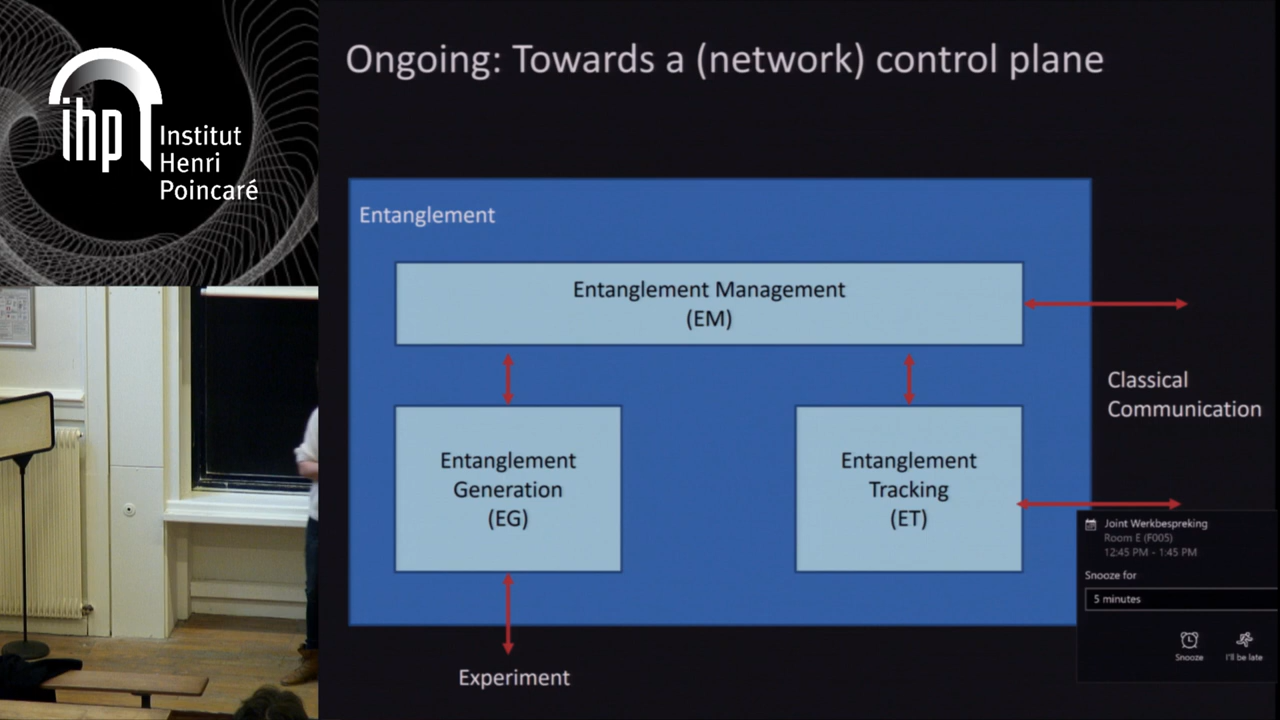 ihp
Institut
Henri
Poincaré
Ongoing: Towards a (network) control plane
Entanglement
Entanglement Management
(EM)
Classical
Communication
Entanglement
Generation
(EG)
Entanglement
Tracking
(ET)
Experiment
Joint Werkbespreking
Room E (F005)
12:45 PM - 1:45 PM
Snooze for
5 minutes
Snooze
I'll be late